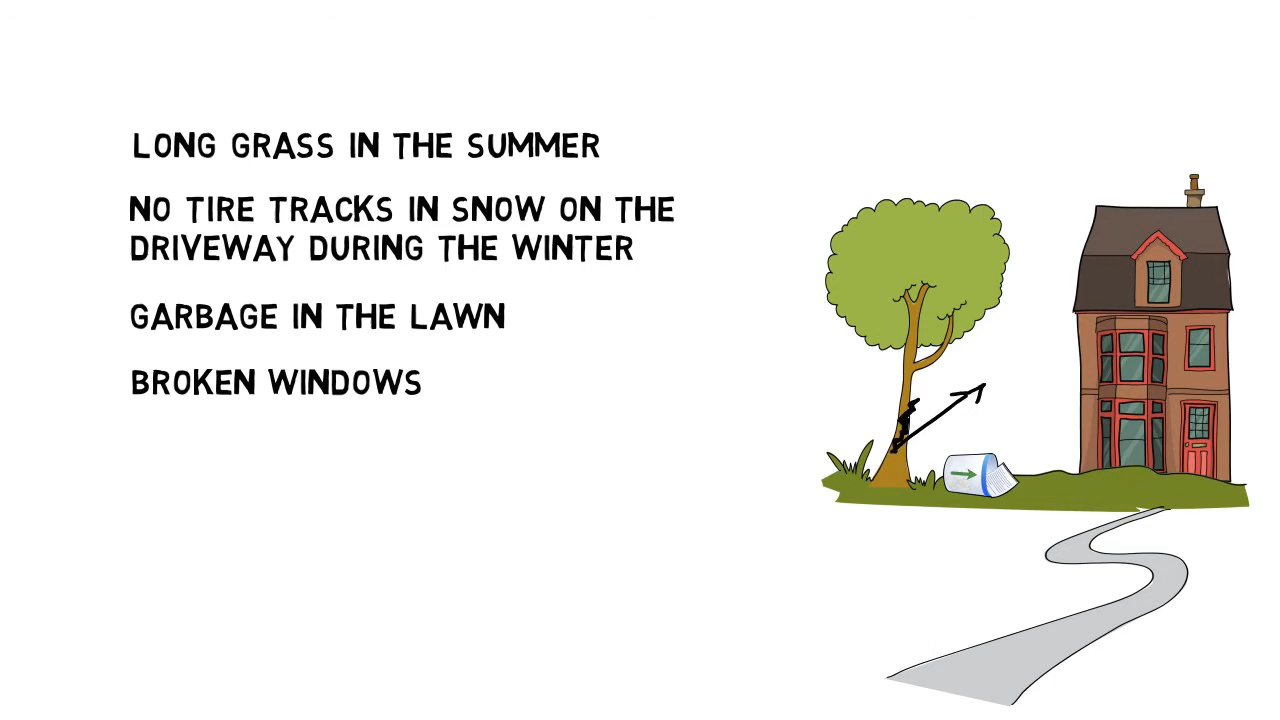 LONG GRASS IN THE SUMMER
NO TIRE TRACKS IN SNOW ON THE
DRIVEWAY DURING THE WINTER
GARBAGE IN THE LAWN
BROKEN WINDOWS